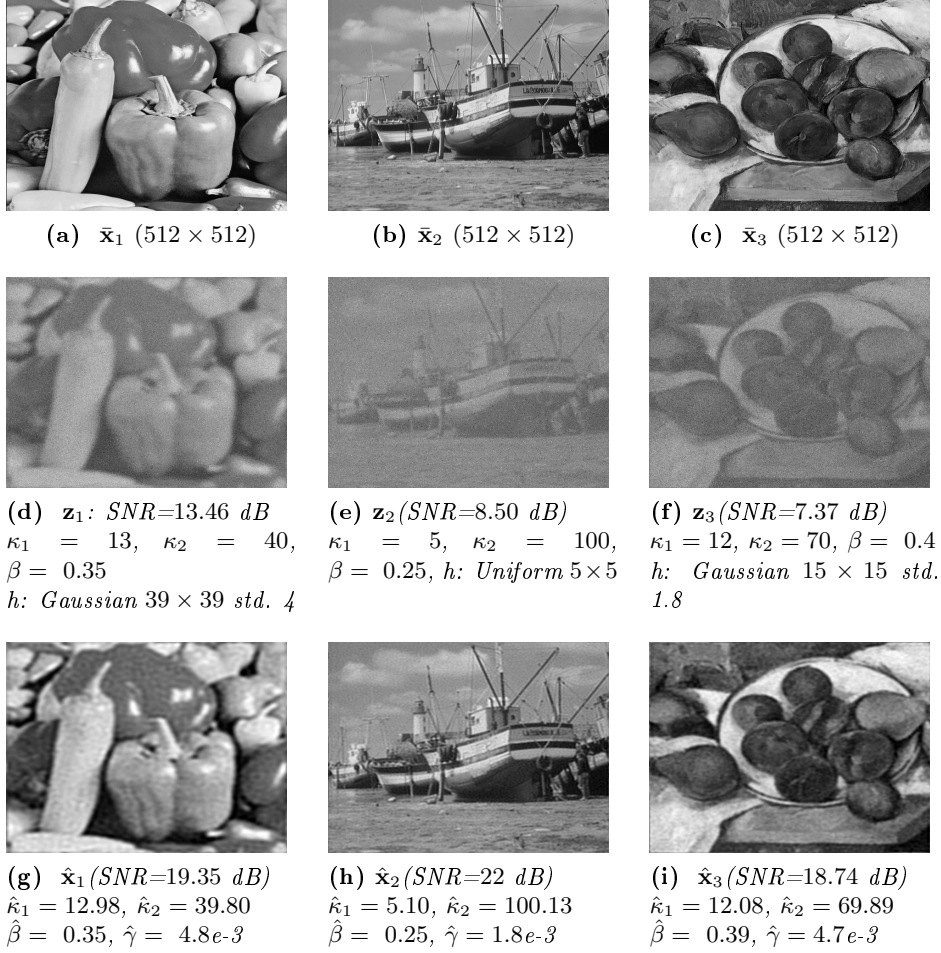 (a) x̄₁ (512 × 512)
(b) x̄₂ (512 × 512)
(c) x̄₃ (512 × 512)
(d) z₁: SNR=13.46 dB
κ₁ = 13, κ₂ = 40,
β = 0.35
h: Gaussian 39 × 39 std. 4
(e) z₂(SNR=8.50 dB)
κ₁ = 5, κ₂ = 100,
β = 0.25, h: Uniform 5×5
(f) z₃(SNR=7.37 dB)
κ₁ = 12, κ₂ = 70, β = 0.4
h: Gaussian 15 × 15 std.
1.8
(g) x̂₁(SNR=19.35 dB)
κ̂₁ = 12.98, κ̂₂ = 39.80
β̂ = 0.35, γ̂ = 4.8e-3
(h) x̂₂(SNR=22 dB)
κ̂₁ = 5.10, κ̂₂ = 100.13
β̂ = 0.25, γ̂ = 1.8e-3
(i) x̂₃(SNR=18.74 dB)
κ̂₁ = 12.08, κ̂₂ = 69.89
β̂ = 0.39, γ̂ = 4.7e-3